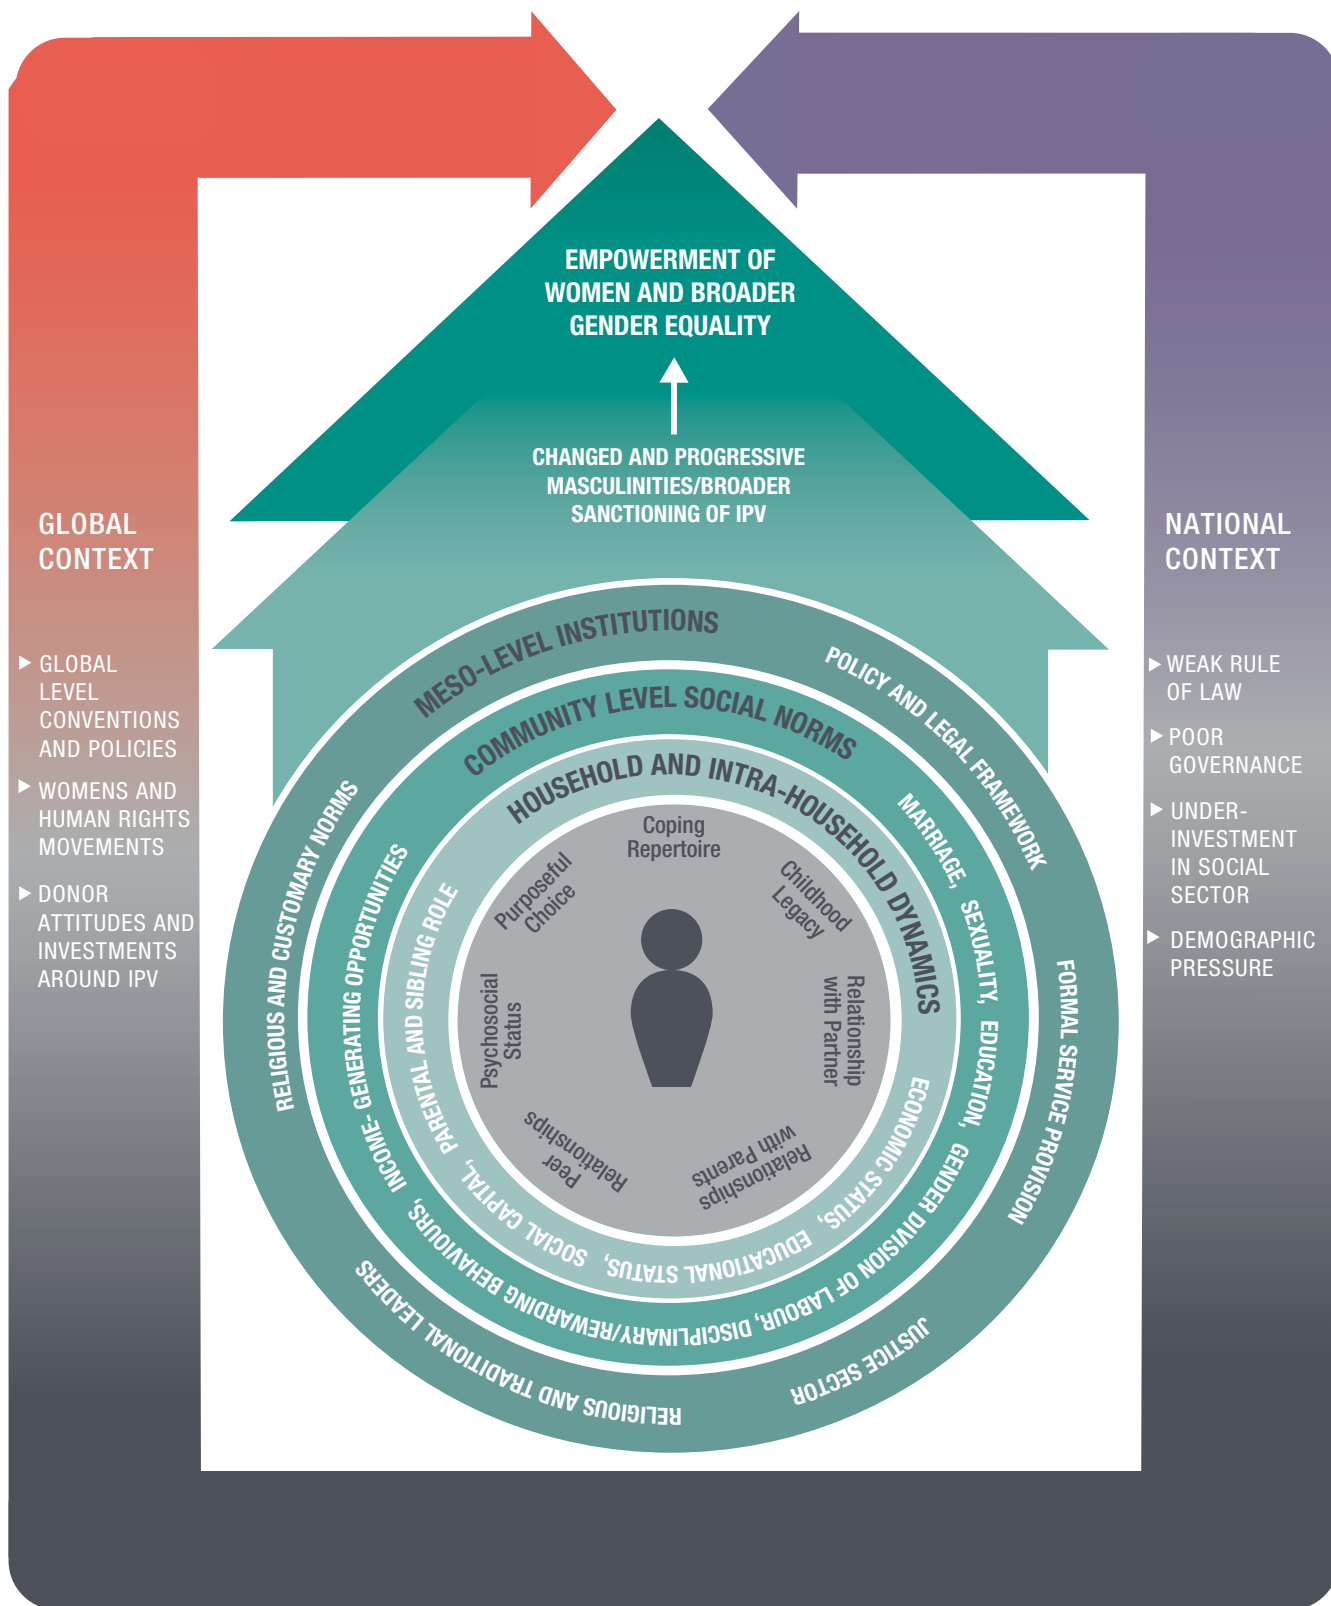 EMPOWERMENT OF
WOMEN AND BROADER
GENDER EQUALITY
CHANGED AND PROGRESSIVE
MASCULINITIES/BROADER
SANCTIONING OF IPV
GLOBAL
CONTEXT
GLOBAL
LEVEL
CONVENTIONS
AND POLICIES
WOMENS AND
HUMAN RIGHTS
MOVEMENTS
DONOR
ATTITUDES AND
INVESTMENTS
AROUND IPV
NATIONAL
CONTEXT
WEAK RULE
OF LAW
POOR
GOVERNANCE
UNDER-
INVESTMENT
IN SOCIAL
SECTOR
DEMOGRAPHIC
PRESSURE
MESO-LEVEL INSTITUTIONS
POLICY AND LEGAL FRAMEWORK
FORMAL SERVICE PROVISION
JUSTICE SECTOR
RELIGIOUS AND TRADITIONAL LEADERS
RELIGIOUS AND CUSTOMARY NORMS
COMMUNITY LEVEL SOCIAL NORMS
MARRIAGE, SEXUALITY, EDUCATION, GENDER DIVISION OF LABOUR, DISCIPLINARY/REWARDING BEHAVIOURS, INCOME- GENERATING OPPORTUNITIES
HOUSEHOLD AND INTRA-HOUSEHOLD DYNAMICS
ECONOMIC STATUS, EDUCATIONAL STATUS, SOCIAL CAPITAL, PARENTAL AND SIBLING ROLE
Coping
Repertoire
Childhood
Legacy
Relationship
with Partner
Relationships
with Parents
Peer
Relationships
Psychosocial
Status
Purposeful
Choice